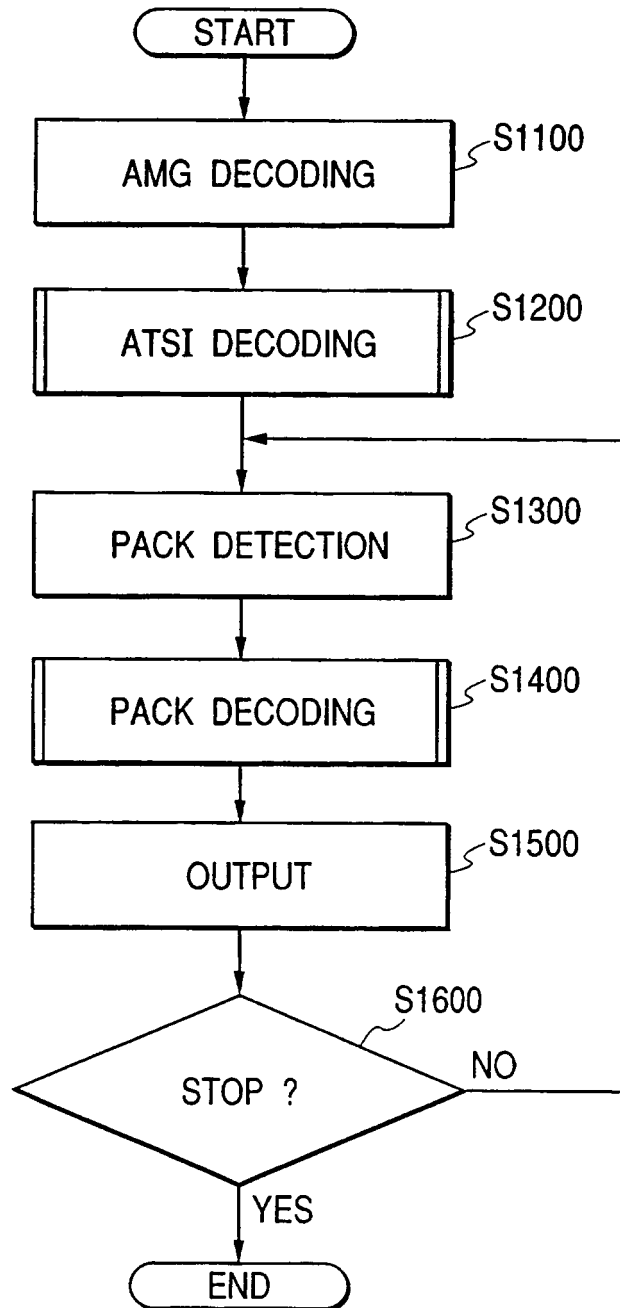 START
AMG DECODING
S1100
ATSI DECODING
S1200
PACK DETECTION
S1300
PACK DECODING
S1400
OUTPUT
S1500
S1600
STOP ?
NO
YES
END